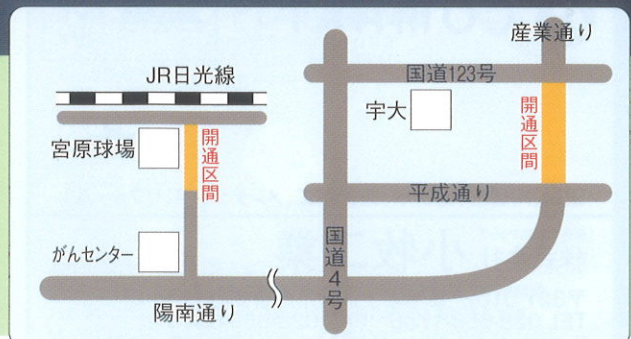 産業通り
JR日光線
国道123号
宇大
開通区間
宮原球場
開通区間
平成通り
がんセンター
国道4号
陽南通り